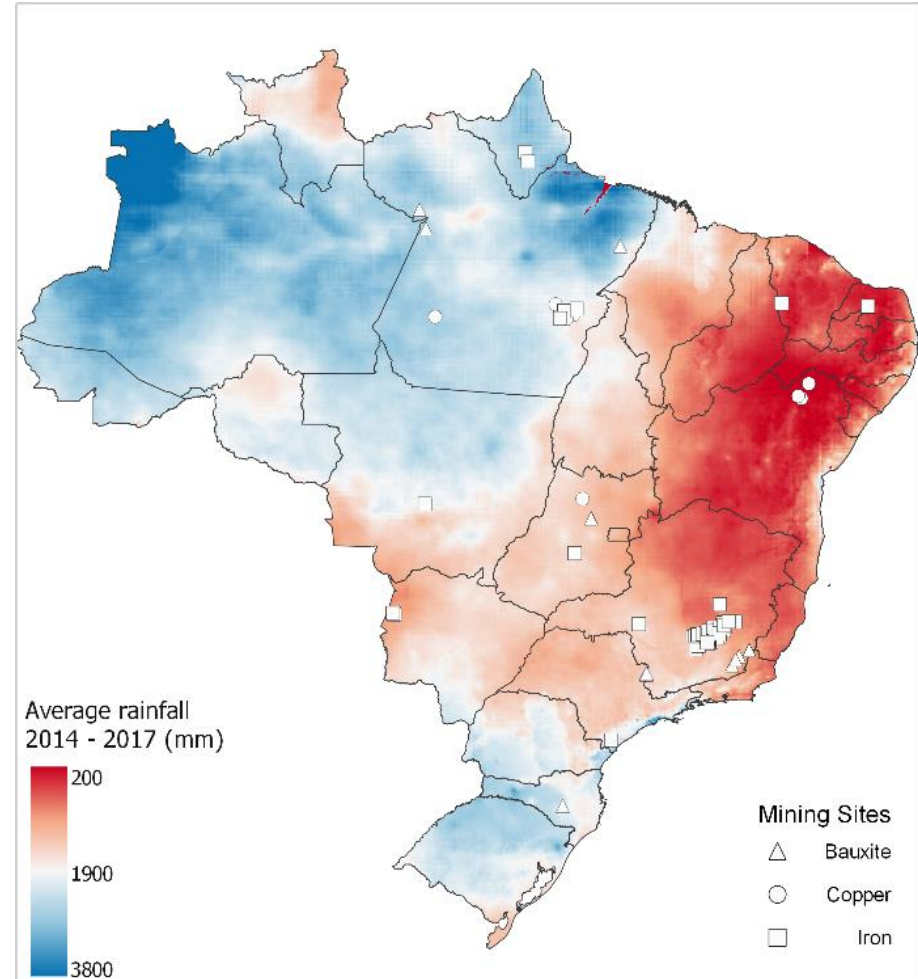 Average rainfall
2014 - 2017 (mm)
200
1900
3800
Mining Sites
Bauxite
Copper
Iron